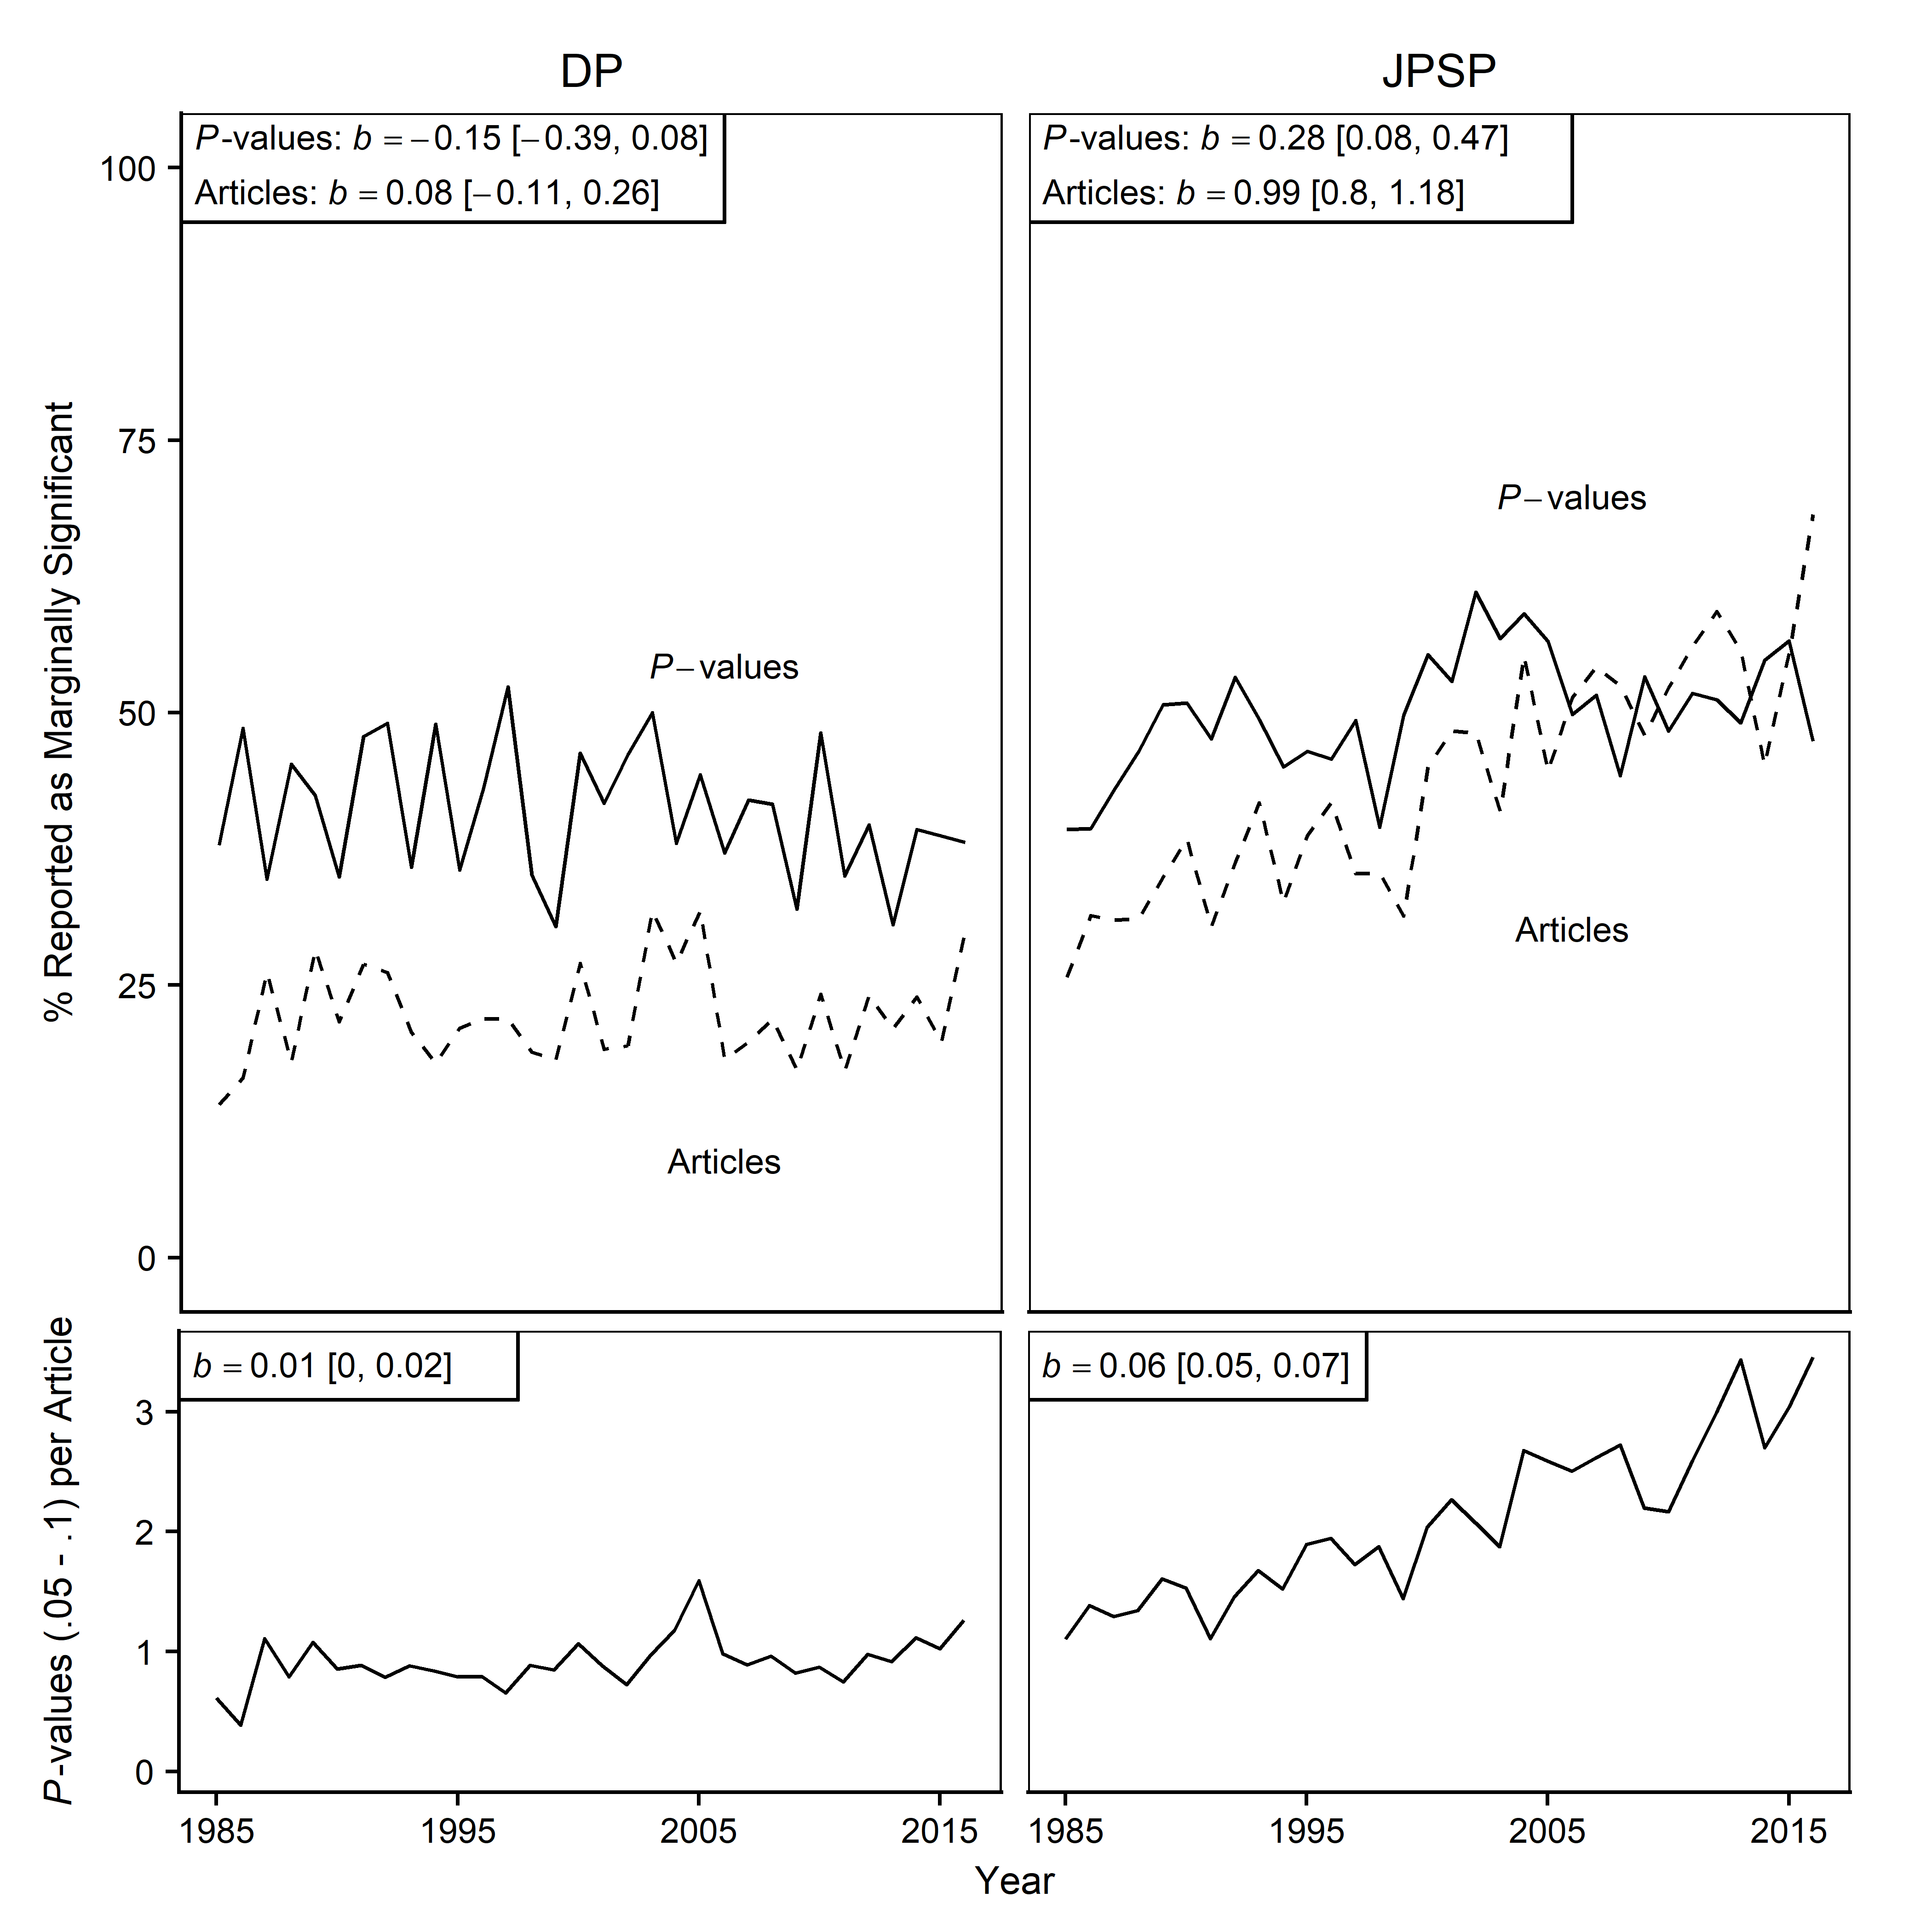 DP
JPSP
P-values: b = −0.15 [−0.39, 0.08]
Articles: b = 0.08 [−0.11, 0.26]
P-values: b = 0.28 [0.08, 0.47]
Articles: b = 0.99 [0.8, 1.18]
% Reported as Marginally Significant
100
75
50
25
0
P−values
Articles
P−values
Articles
P-values (.05 - .1) per Article
b = 0.01 [0, 0.02]
b = 0.06 [0.05, 0.07]
3
2
1
0
1985 1995 2005 2015
1985 1995 2005 2015
Year